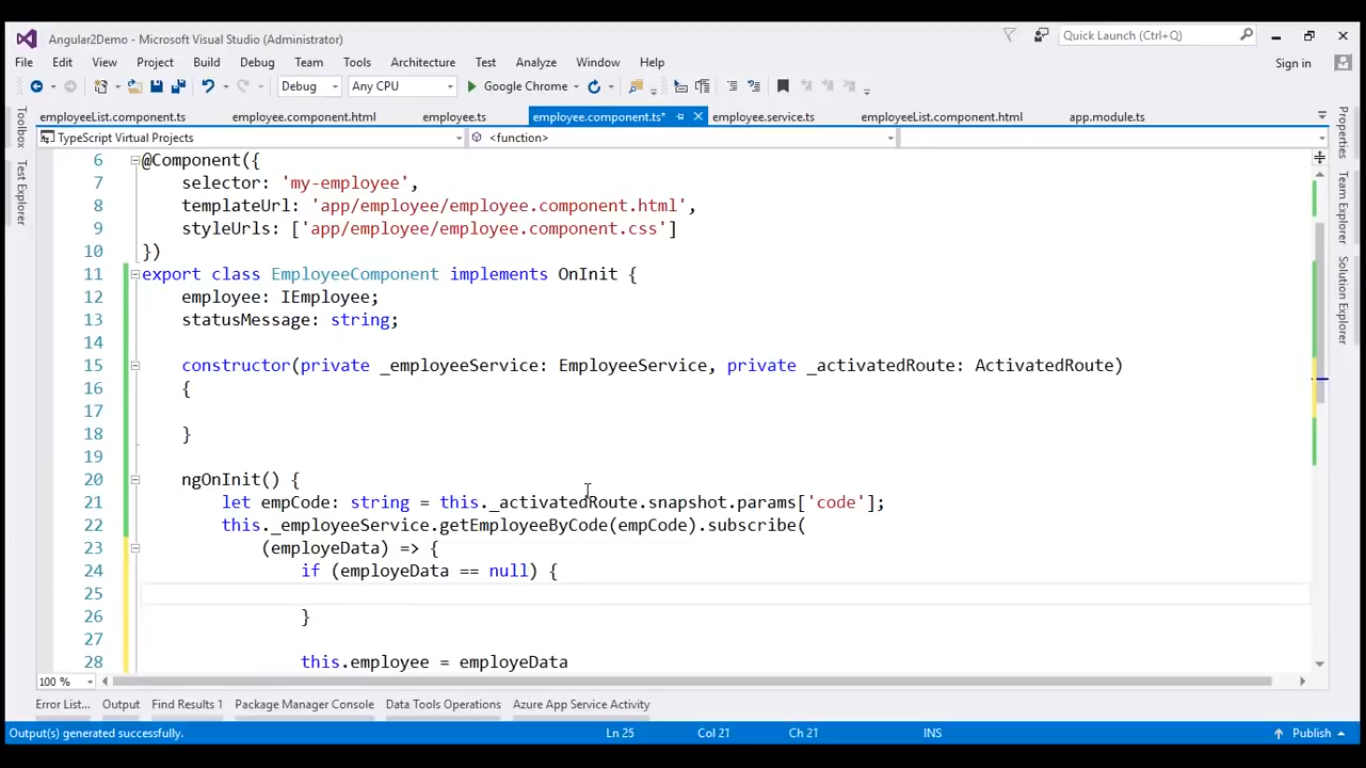 Angular2Demo - Microsoft Visual Studio (Administrator)
Quick Launch (Ctrl+Q)
File Edit View Project Build Debug Team Tools Architecture Test Analyze Window Help
Sign in
Debug Any CPU Google Chrome
employeeList.component.ts employee.component.html employee.ts employee.component.ts* employee.service.ts employeeList.component.html app.module.ts
TypeScript Virtual Projects <function>
Toolbox
Test Explorer
Properties
Team Explorer
Solution Explorer
6 @Component({
7 selector: 'my-employee',
8 templateUrl: 'app/employee/employee.component.html',
9 styleUrls: ['app/employee/employee.component.css']
10 })
11 export class EmployeeComponent implements OnInit {
12 employee: IEmployee;
13 statusMessage: string;
14
15 constructor(private _employeeService: EmployeeService, private _activatedRoute: ActivatedRoute)
16 {
17
18 }
19
20 ngOnInit() {
21 let empCode: string = this._activatedRoute.snapshot.params['code'];
22 this._employeeService.getEmployeeByCode(empCode).subscribe(
23 (employeData) => {
24 if (employeData == null) {
25
26 }
27
28 this.employee = employeData
100 %
Error List... Output Find Results 1 Package Manager Console Data Tools Operations Azure App Service Activity
Output(s) generated successfully. Ln 25 Col 21 Ch 21 INS Publish